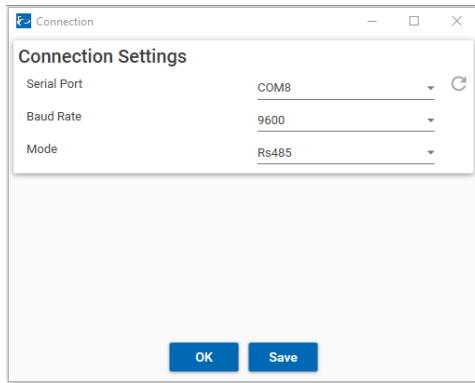 Connection
Connection Settings
Serial Port COM8
Baud Rate 9600
Mode Rs485
OK Save